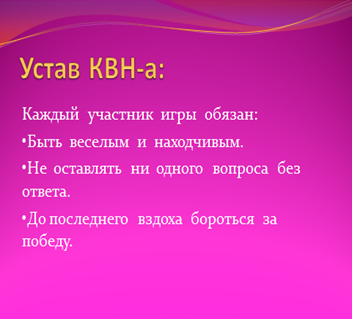 Устав КВН-а:
Каждый участник игры обязан:
•Быть веселым и находчивым.
•Не оставлять ни одного вопроса без
ответа.
•До последнего вздоха бороться за
победу.